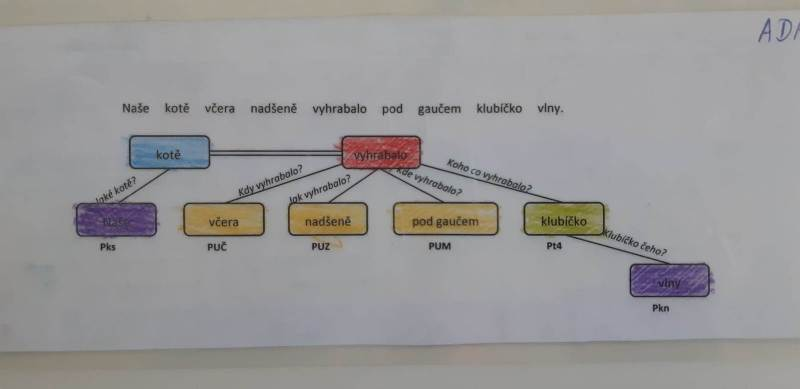 ADA
Naše kotě včera nadšeně vyhrabalo pod gaučem klubíčko vlny.
kotě vyhrabalo
Jaké kotě? Kdy vyhrabalo? Jak vyhrabalo? Kde vyhrabalo? Koho co vyhrabalo?
Naše včera nadšeně pod gaučem klubíčko
Pks PUČ PUZ PUM Pt4
Klubíčko čeho?
vlny
Pkn